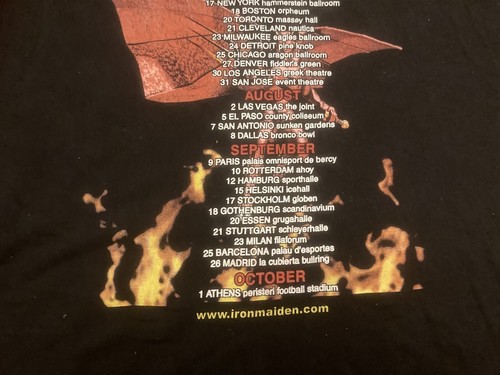 17 NEW YORK hammerstein ballroom
18 BOSTON orpheum
20 TORONTO massey hall
21 CLEVELAND nautica
23 MILWAUKEE eagles ballroom
24 DETROIT pine knob
25 CHICAGO aragon ballroom
27 DENVER fiddler's green
30 LOS ANGELES greek theatre
31 SAN JOSE event theatre
AUGUST
2 LAS VEGAS the joint
5 EL PASO county coliseum
7 SAN ANTONIO sunken gardens
8 DALLAS bronco bowl
SEPTEMBER
9 PARIS palais omnisport de bercy
10 ROTTERDAM ahoy
12 HAMBURG sporthalle
15 HELSINKI icehall
17 STOCKHOLM globen
18 GOTHENBURG scandinavium
20 ESSEN grugahalle
21 STUTTGART schleyerhalle
23 MILAN filaforum
25 BARCELONA palau d'esportes
26 MADRID la cubierta bullring
OCTOBER
1 ATHENS peristeri football stadium
www.ironmaiden.com